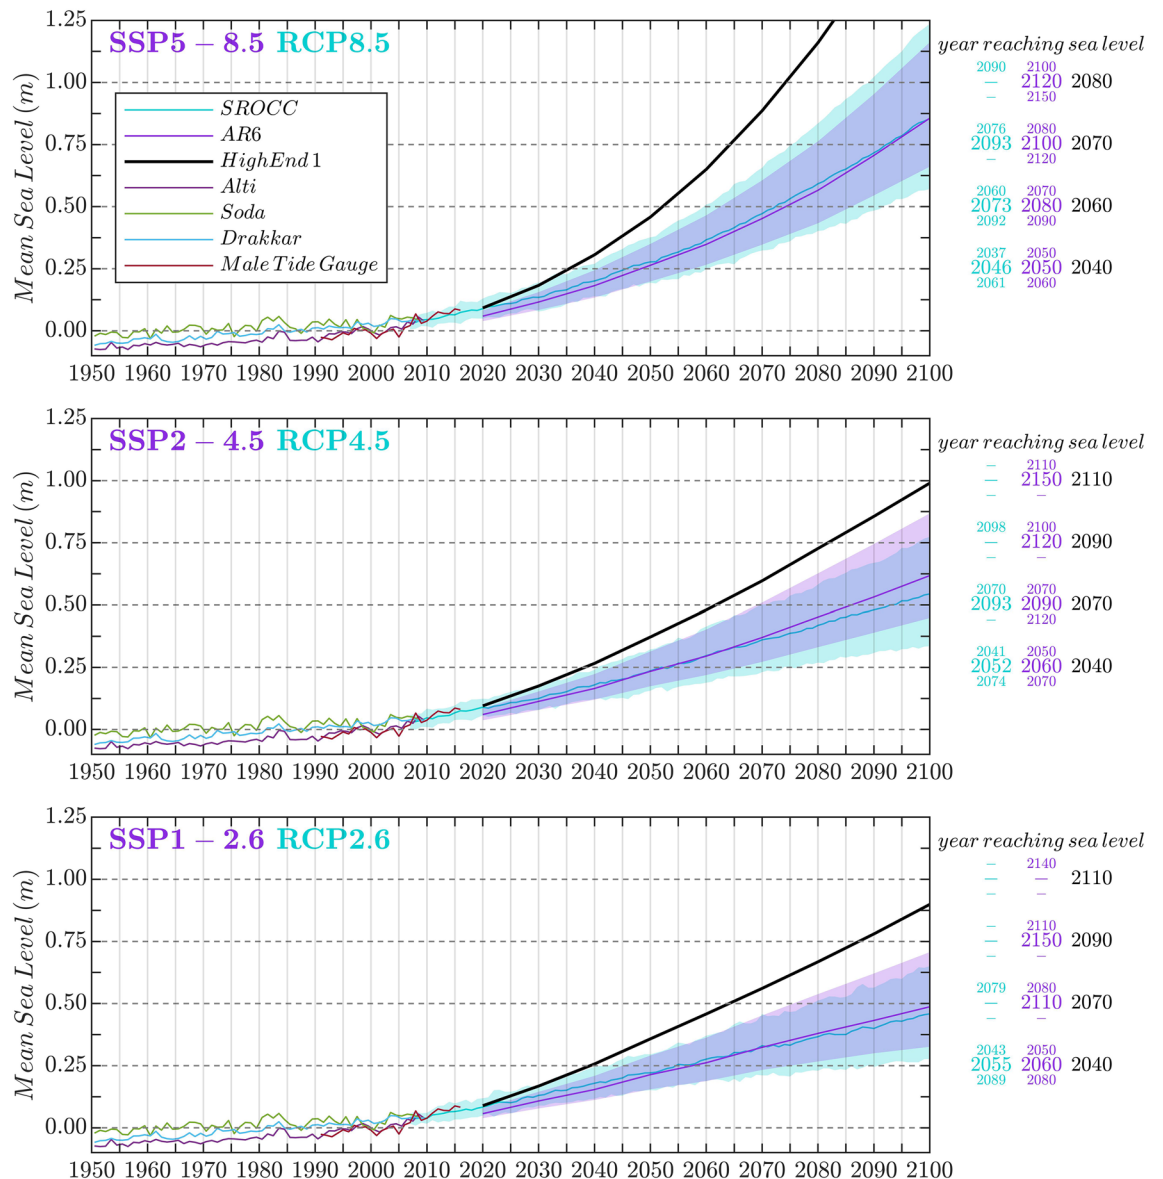 SSP5 – 8.5 RCP8.5
Mean Sea Level (m)
1.25
1.00
0.75
0.50
0.25
0.00
SROCC
AR6
HighEnd 1
Alti
Soda
Drakkar
Male Tide Gauge
1950 1960 1970 1980 1990 2000 2010 2020 2030 2040 2050 2060 2070 2080 2090 2100
year reaching sea level
2090 2100
– 2120 2080
– 2150
2076 2080
2093 2100 2070
– 2120
2060 2070
2073 2080 2060
2092 2090
2037 2050
2046 2050 2040
2061 2060
SSP2 – 4.5 RCP4.5
Mean Sea Level (m)
1.25
1.00
0.75
0.50
0.25
0.00
1950 1960 1970 1980 1990 2000 2010 2020 2030 2040 2050 2060 2070 2080 2090 2100
year reaching sea level
– 2110
– 2150 2110
– –
2098 2100
– 2120 2090
– –
2070 2070
2093 2090 2070
– 2120
2041 2050
2052 2060 2040
2074 2070
SSP1 – 2.6 RCP2.6
Mean Sea Level (m)
1.25
1.00
0.75
0.50
0.25
0.00
1950 1960 1970 1980 1990 2000 2010 2020 2030 2040 2050 2060 2070 2080 2090 2100
year reaching sea level
– 2140
– – 2110
– –
– 2110
– 2150 2090
– –
2079 2080
– 2110 2070
– –
2043 2050
2055 2060 2040
2089 2080